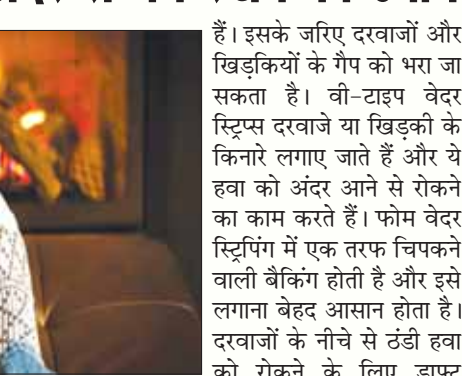 हैं। इसके जरिए दरवाजों और
खिड़कियों के गैप को भरा जा
सकता है। वी-टाइप वेदर
स्ट्रिप्स दरवाजे या खिड़की के
किनारे लगाए जाते हैं और ये
हवा को अंदर आने से रोकने
का काम करते हैं। फोम वेदर
स्ट्रिपिंग में एक तरफ चिपकने
वाली बैकिंग होती है और इसे
लगाना बेहद आसान होता है।
दरवाजों के नीचे से ठंडी हवा
को रोकने के लिए ड्राफ्ट